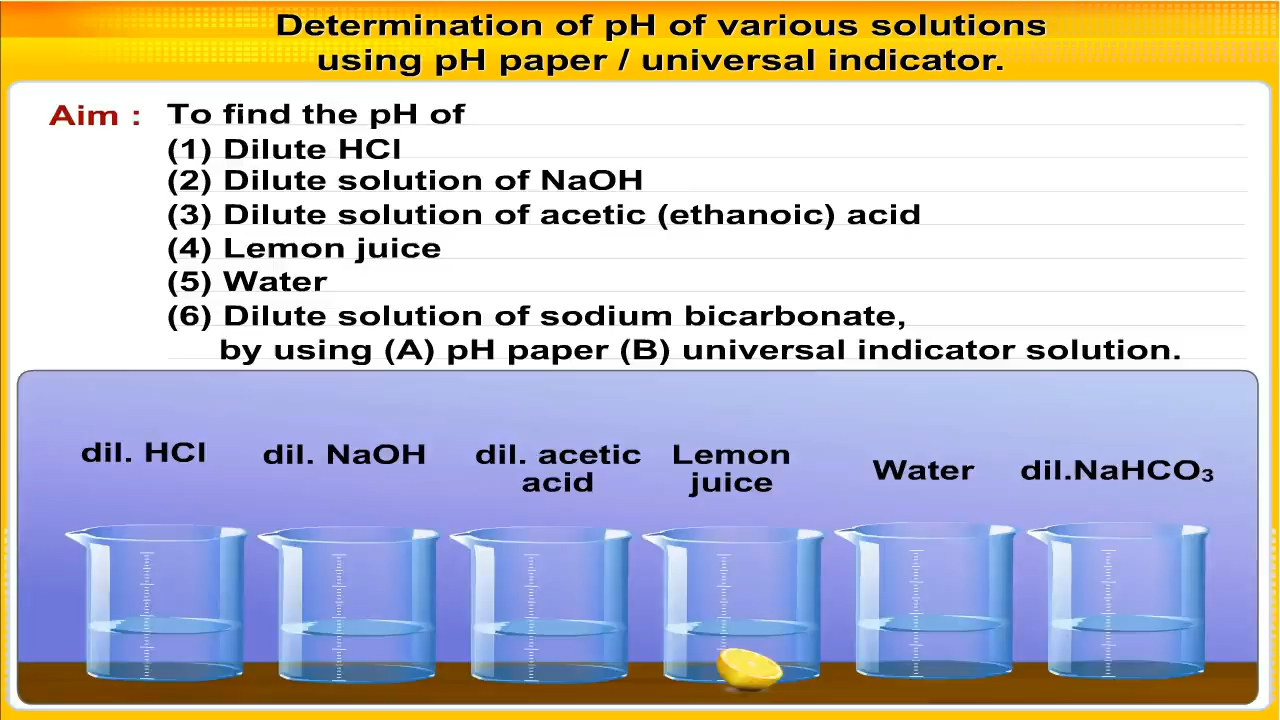 Determination of pH of various solutions
using pH paper / universal indicator.
Aim : To find the pH of
(1) Dilute HCl
(2) Dilute solution of NaOH
(3) Dilute solution of acetic (ethanoic) acid
(4) Lemon juice
(5) Water
(6) Dilute solution of sodium bicarbonate,
by using (A) pH paper (B) universal indicator solution.
dil. HCl
dil. NaOH
dil. acetic
acid
Lemon
juice
Water
dil.NaHCO₃